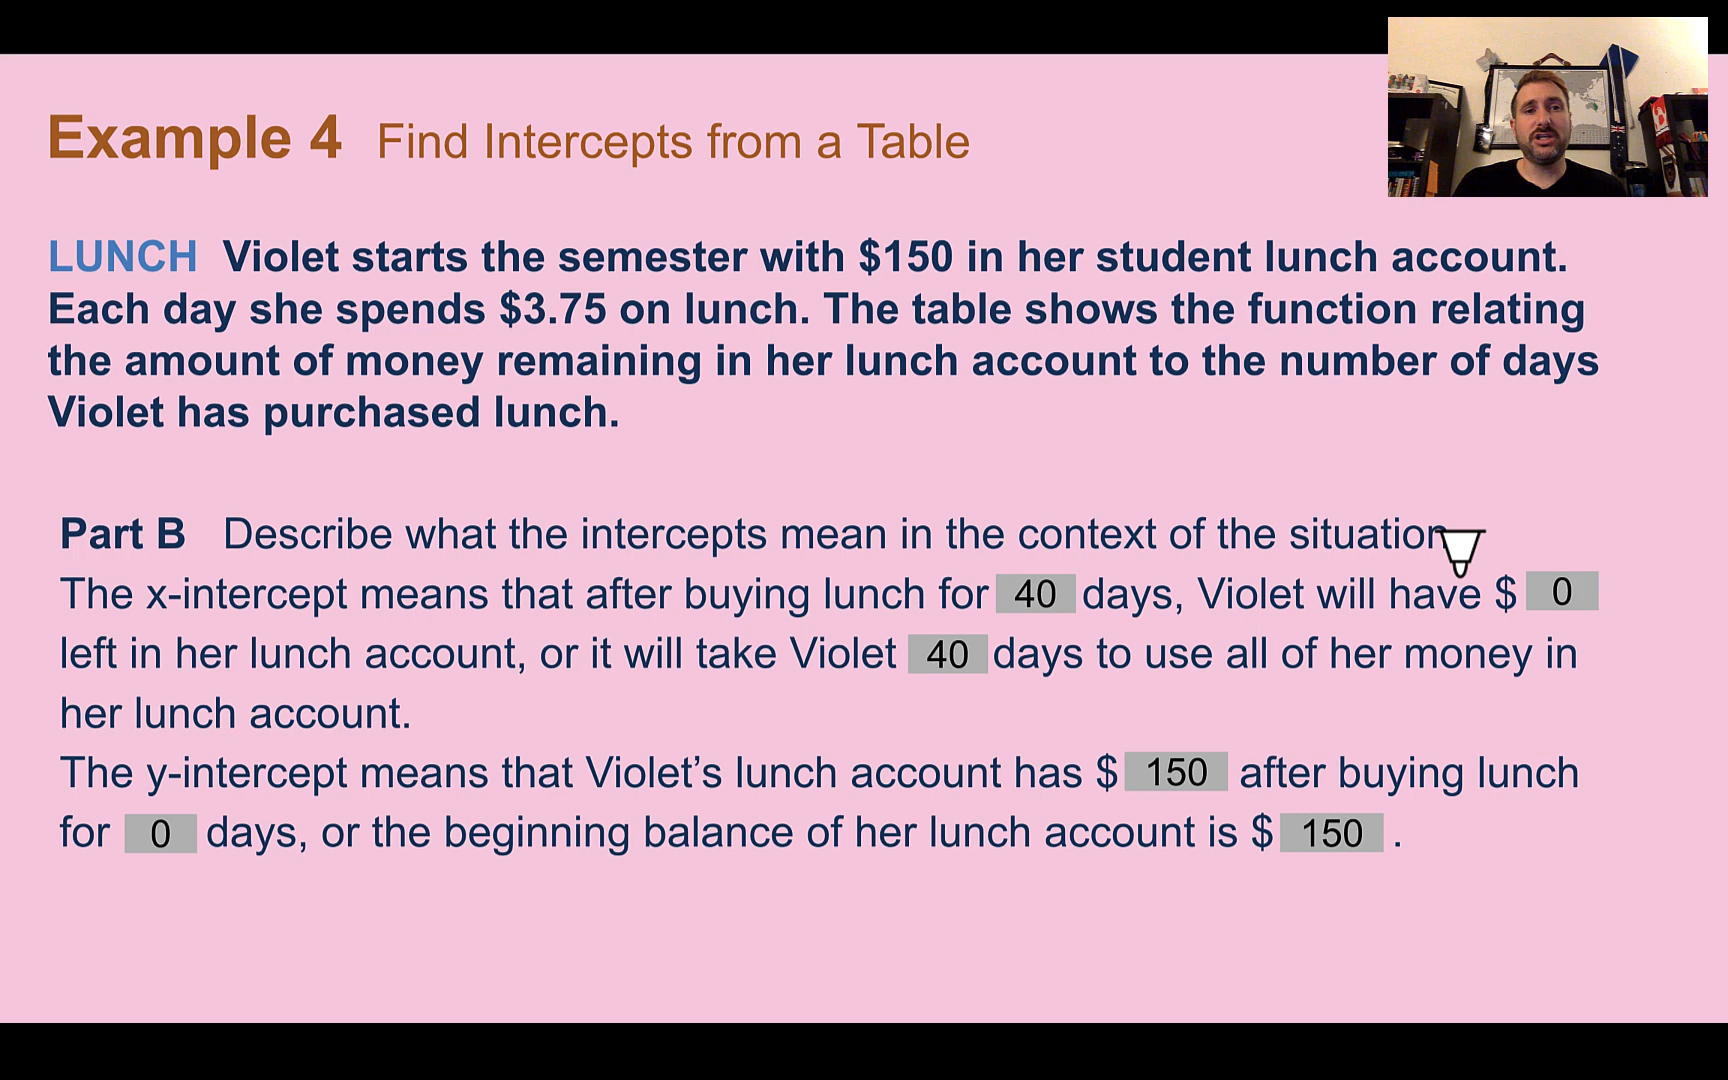 Example 4 Find Intercepts from a Table
LUNCH Violet starts the semester with $150 in her student lunch account.
Each day she spends $3.75 on lunch. The table shows the function relating
the amount of money remaining in her lunch account to the number of days
Violet has purchased lunch.
Part B Describe what the intercepts mean in the context of the situation
The x-intercept means that after buying lunch for 40 days, Violet will have $ 0
left in her lunch account, or it will take Violet 40 days to use all of her money in
her lunch account.
The y-intercept means that Violet’s lunch account has $ 150 after buying lunch
for 0 days, or the beginning balance of her lunch account is $ 150 .